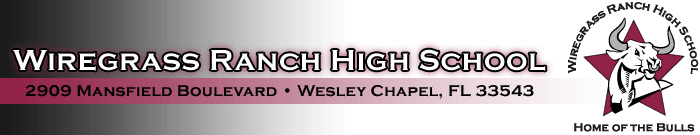 WIREGRASS RANCH HIGH SCHOOL
2909 MANSFIELD BOULEVARD • WESLEY CHAPEL, FL 33543
WIREGRASS RANCH HIGH SCHOOL
HOME OF THE BULLS